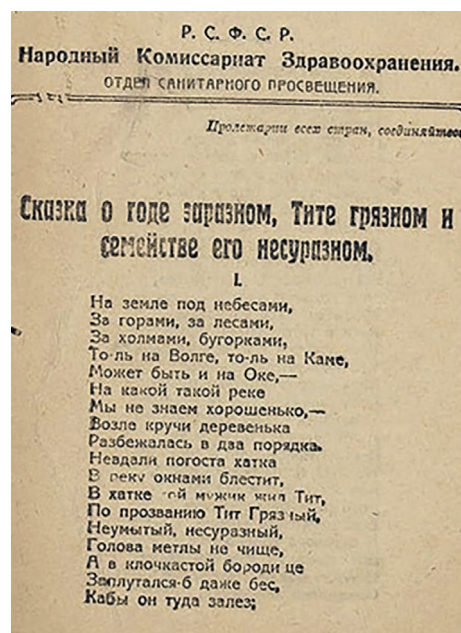 Р. С. Ф. С. Р.
Народный Комиссариат Здравоохранения.
ОТДЕЛ САНИТАРНОГО ПРОСВЕЩЕНИЯ.
Пролетарии всех стран, соединяйтесь
Сказка о годе заразном, Тите грязном и
семействе его несуразном.
I.
На земле под небесами,
За горами, за лесами,
За холмами, бугорками,
То-ль на Волге, то-ль на Каме,
Может быть и на Оке,—
На какой такой реке
Мы не знаем хорошенько,—
Возле кручи деревенька
Разбежалась в два порядка.
Невдали погоста хатка
В реку окнами блестит,
В хатке той мужик жил Тит,
По прозванию Тит Грязный,
Неумытый, несуразный,
Голова метлы не чище,
А в клочкастой бородище
Заплутался-б даже бес,
Кабы он туда залез;